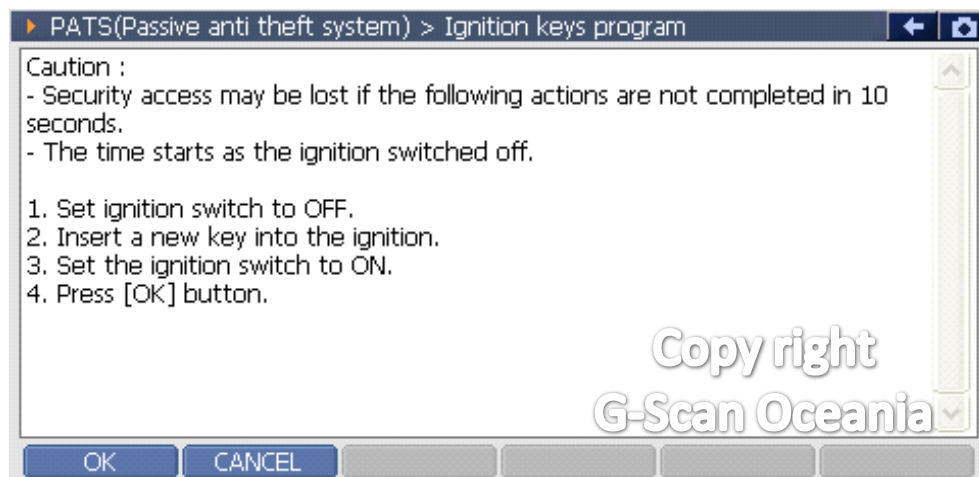 PATS(Passive anti theft system) > Ignition keys program
Caution :
- Security access may be lost if the following actions are not completed in 10
seconds.
- The time starts as the ignition switched off.
1. Set ignition switch to OFF.
2. Insert a new key into the ignition.
3. Set the ignition switch to ON.
4. Press [OK] button.
Copy right
G-Scan Oceania
OK
CANCEL